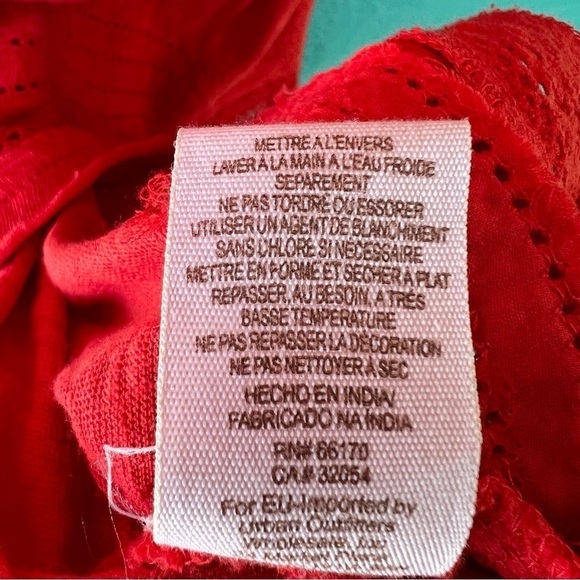 METTRE A L'ENVERS
LAVER A LA MAIN A L'EAU FROIDE
SEPAREMENT
NE PAS TORDRE OU ESSORER
UTILISER UN AGENT DE BLANCHIMENT
SANS CHLORE SI NECESSAIRE
METTRE EN FORME ET SECHER A PLAT
REPASSER, AU BESOIN, A TRES
BASSE TEMPERATURE
NE PAS REPASSER LA DECORATION
NE PAS NETTOYER A SEC
HECHO EN INDIA/
FABRICADO NA INDIA
RN# 66170
CA# 32054
For EU-Imported by
Urban Outfitters
Wholesale, Inc